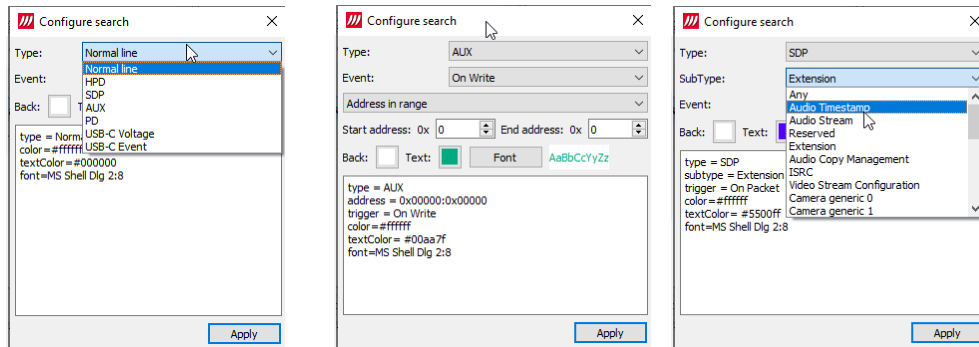 Configure search
Type: Normal line
Normal line
Event: HPD
SDP
Back: AUX
PD
USB-C Voltage
USB-C Event
type = Norma
color=#ffffff
textColor=#000000
font=MS Shell Dlg 2:8
Apply
Configure search
Type: AUX
Event: On Write
Address in range
Start address: 0x 0 End address: 0x 0
Back: Text: Font AaBbCcYyZz
type = AUX
address = 0x00000:0x00000
trigger = On Write
color=#ffffff
textColor= #00aa7f
font=MS Shell Dlg 2:8
Apply
Configure search
Type: SDP
SubType: Extension
Any
Event: Audio Timestamp
Audio Stream
Back: Text: Reserved
Extension
Audio Copy Management
ISRC
Video Stream Configuration
Camera generic 0
Camera generic 1
type = SDP
subtype = Extension
trigger = On Packet
color=#ffffff
textColor= #5500ff
font=MS Shell Dlg 2:8
Apply